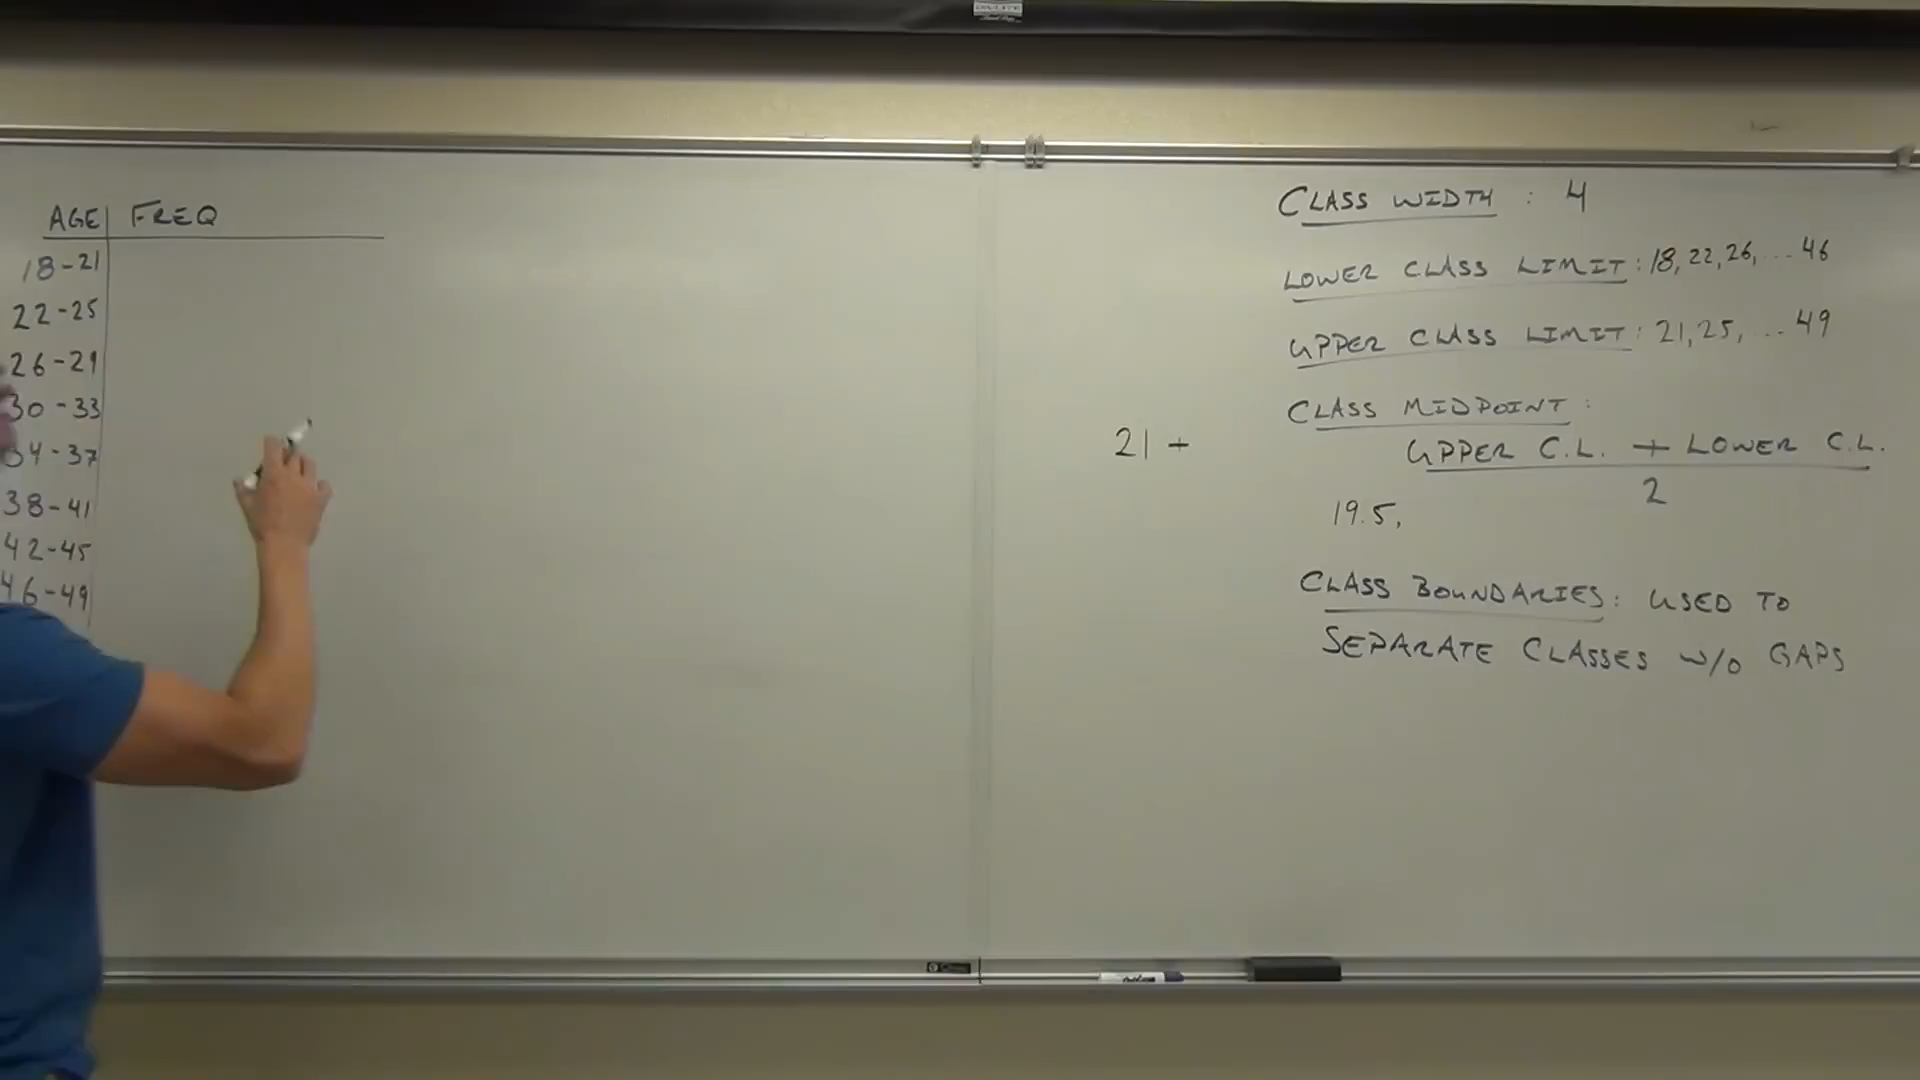 AGE FREQ
18-21
22-25
26-29
30-33
34-37
38-41
42-45
46-49
CLASS WIDTH : 4
LOWER CLASS LIMIT: 18, 22, 26, ... 46
UPPER CLASS LIMIT: 21, 25, ... 49
CLASS MIDPOINT:
UPPER C.L. + LOWER C.L.
2
21 +
19.5,
CLASS BOUNDARIES: USED TO
SEPARATE CLASSES W/O GAPS